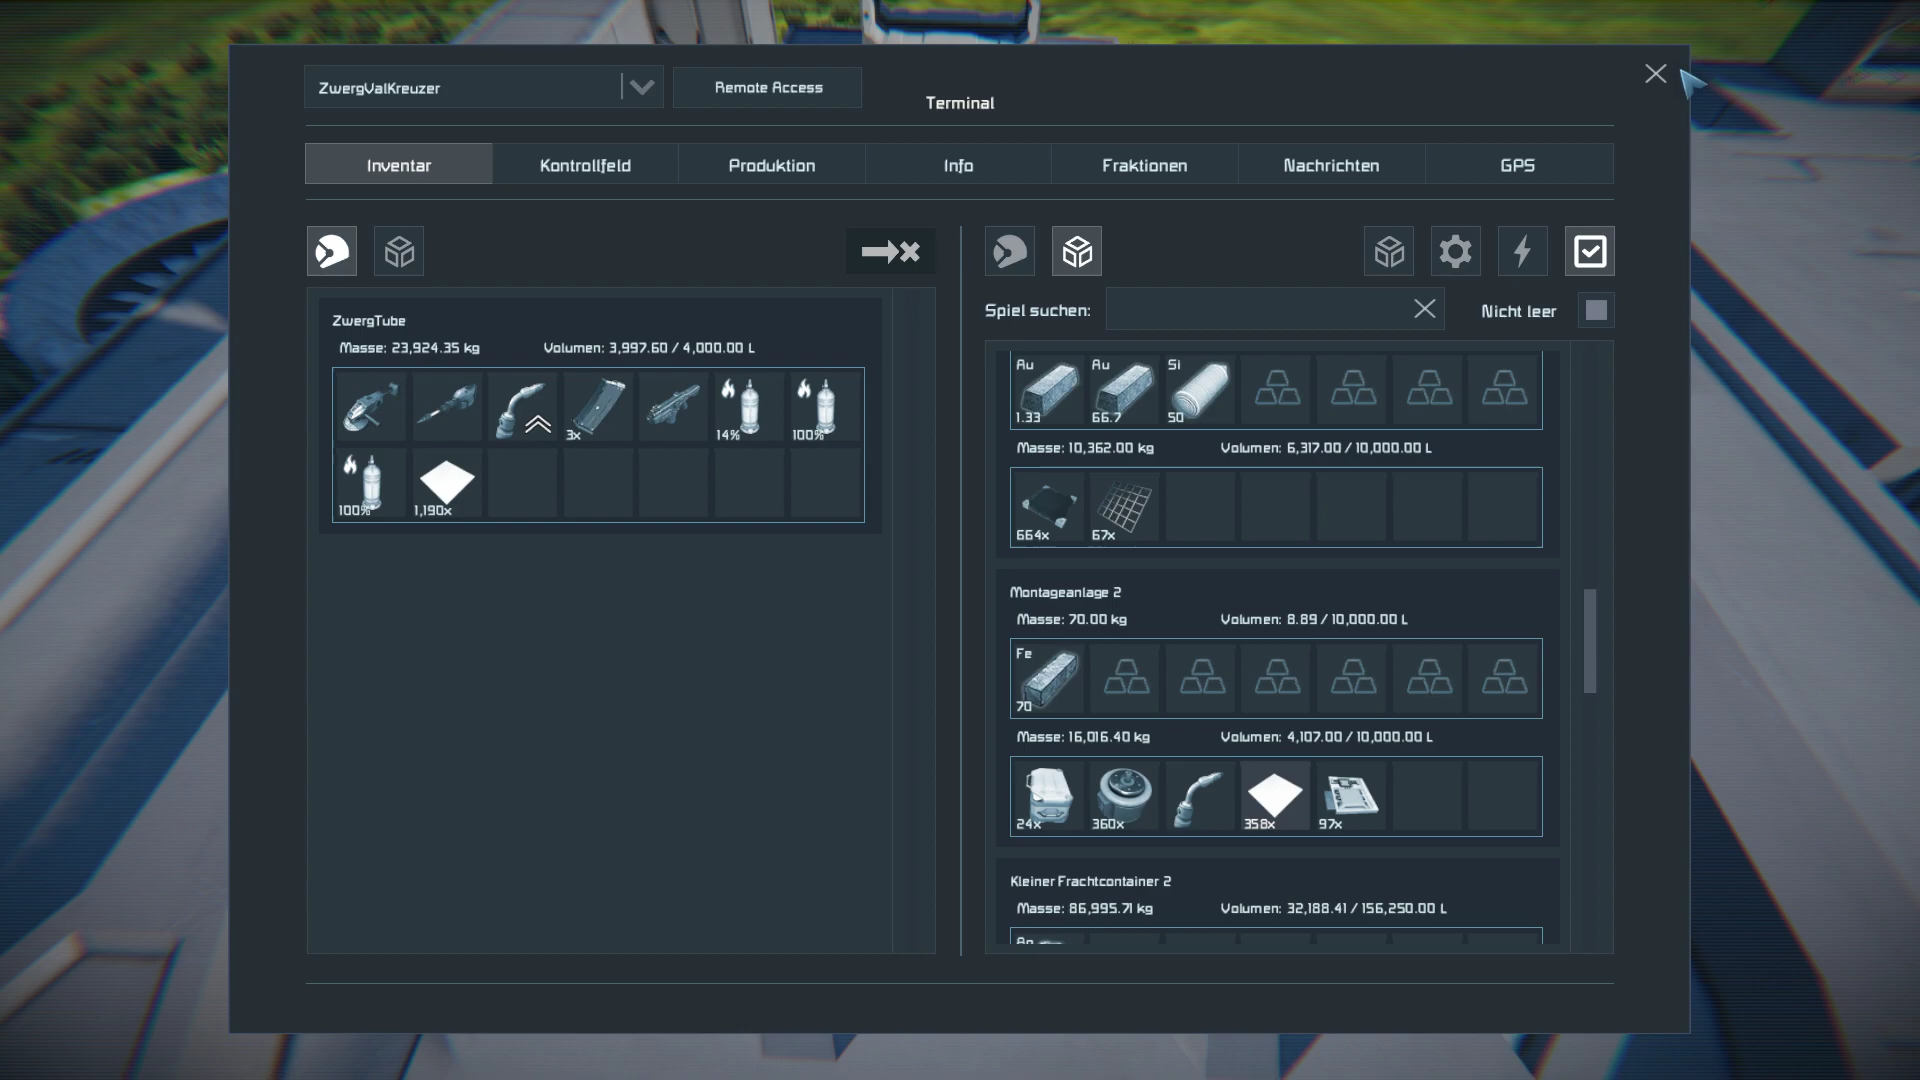 ZwergValKreuzer
Remote Access
Terminal
Inventar
Kontrollfeld
Produktion
Info
Fraktionen
Nachrichten
GPS
ZwergTube
Masse: 23,924.35 kg
Volumen: 3,997.60 / 4,000.00 L
3x
14%
100%
100%
1,190x
Spiel suchen:
Nicht leer
Au
Au
Si
1.33
66.7
50
Masse: 10,362.00 kg
Volumen: 6,317.00 / 10,000.00 L
664x
67x
Montageanlage 2
Masse: 70.00 kg
Volumen: 8.89 / 10,000.00 L
Fe
70
Masse: 16,016.40 kg
Volumen: 4,107.00 / 10,000.00 L
24x
360x
358x
97x
Kleiner Frachtcontainer 2
Masse: 86,995.71 kg
Volumen: 32,188.41 / 156,250.00 L